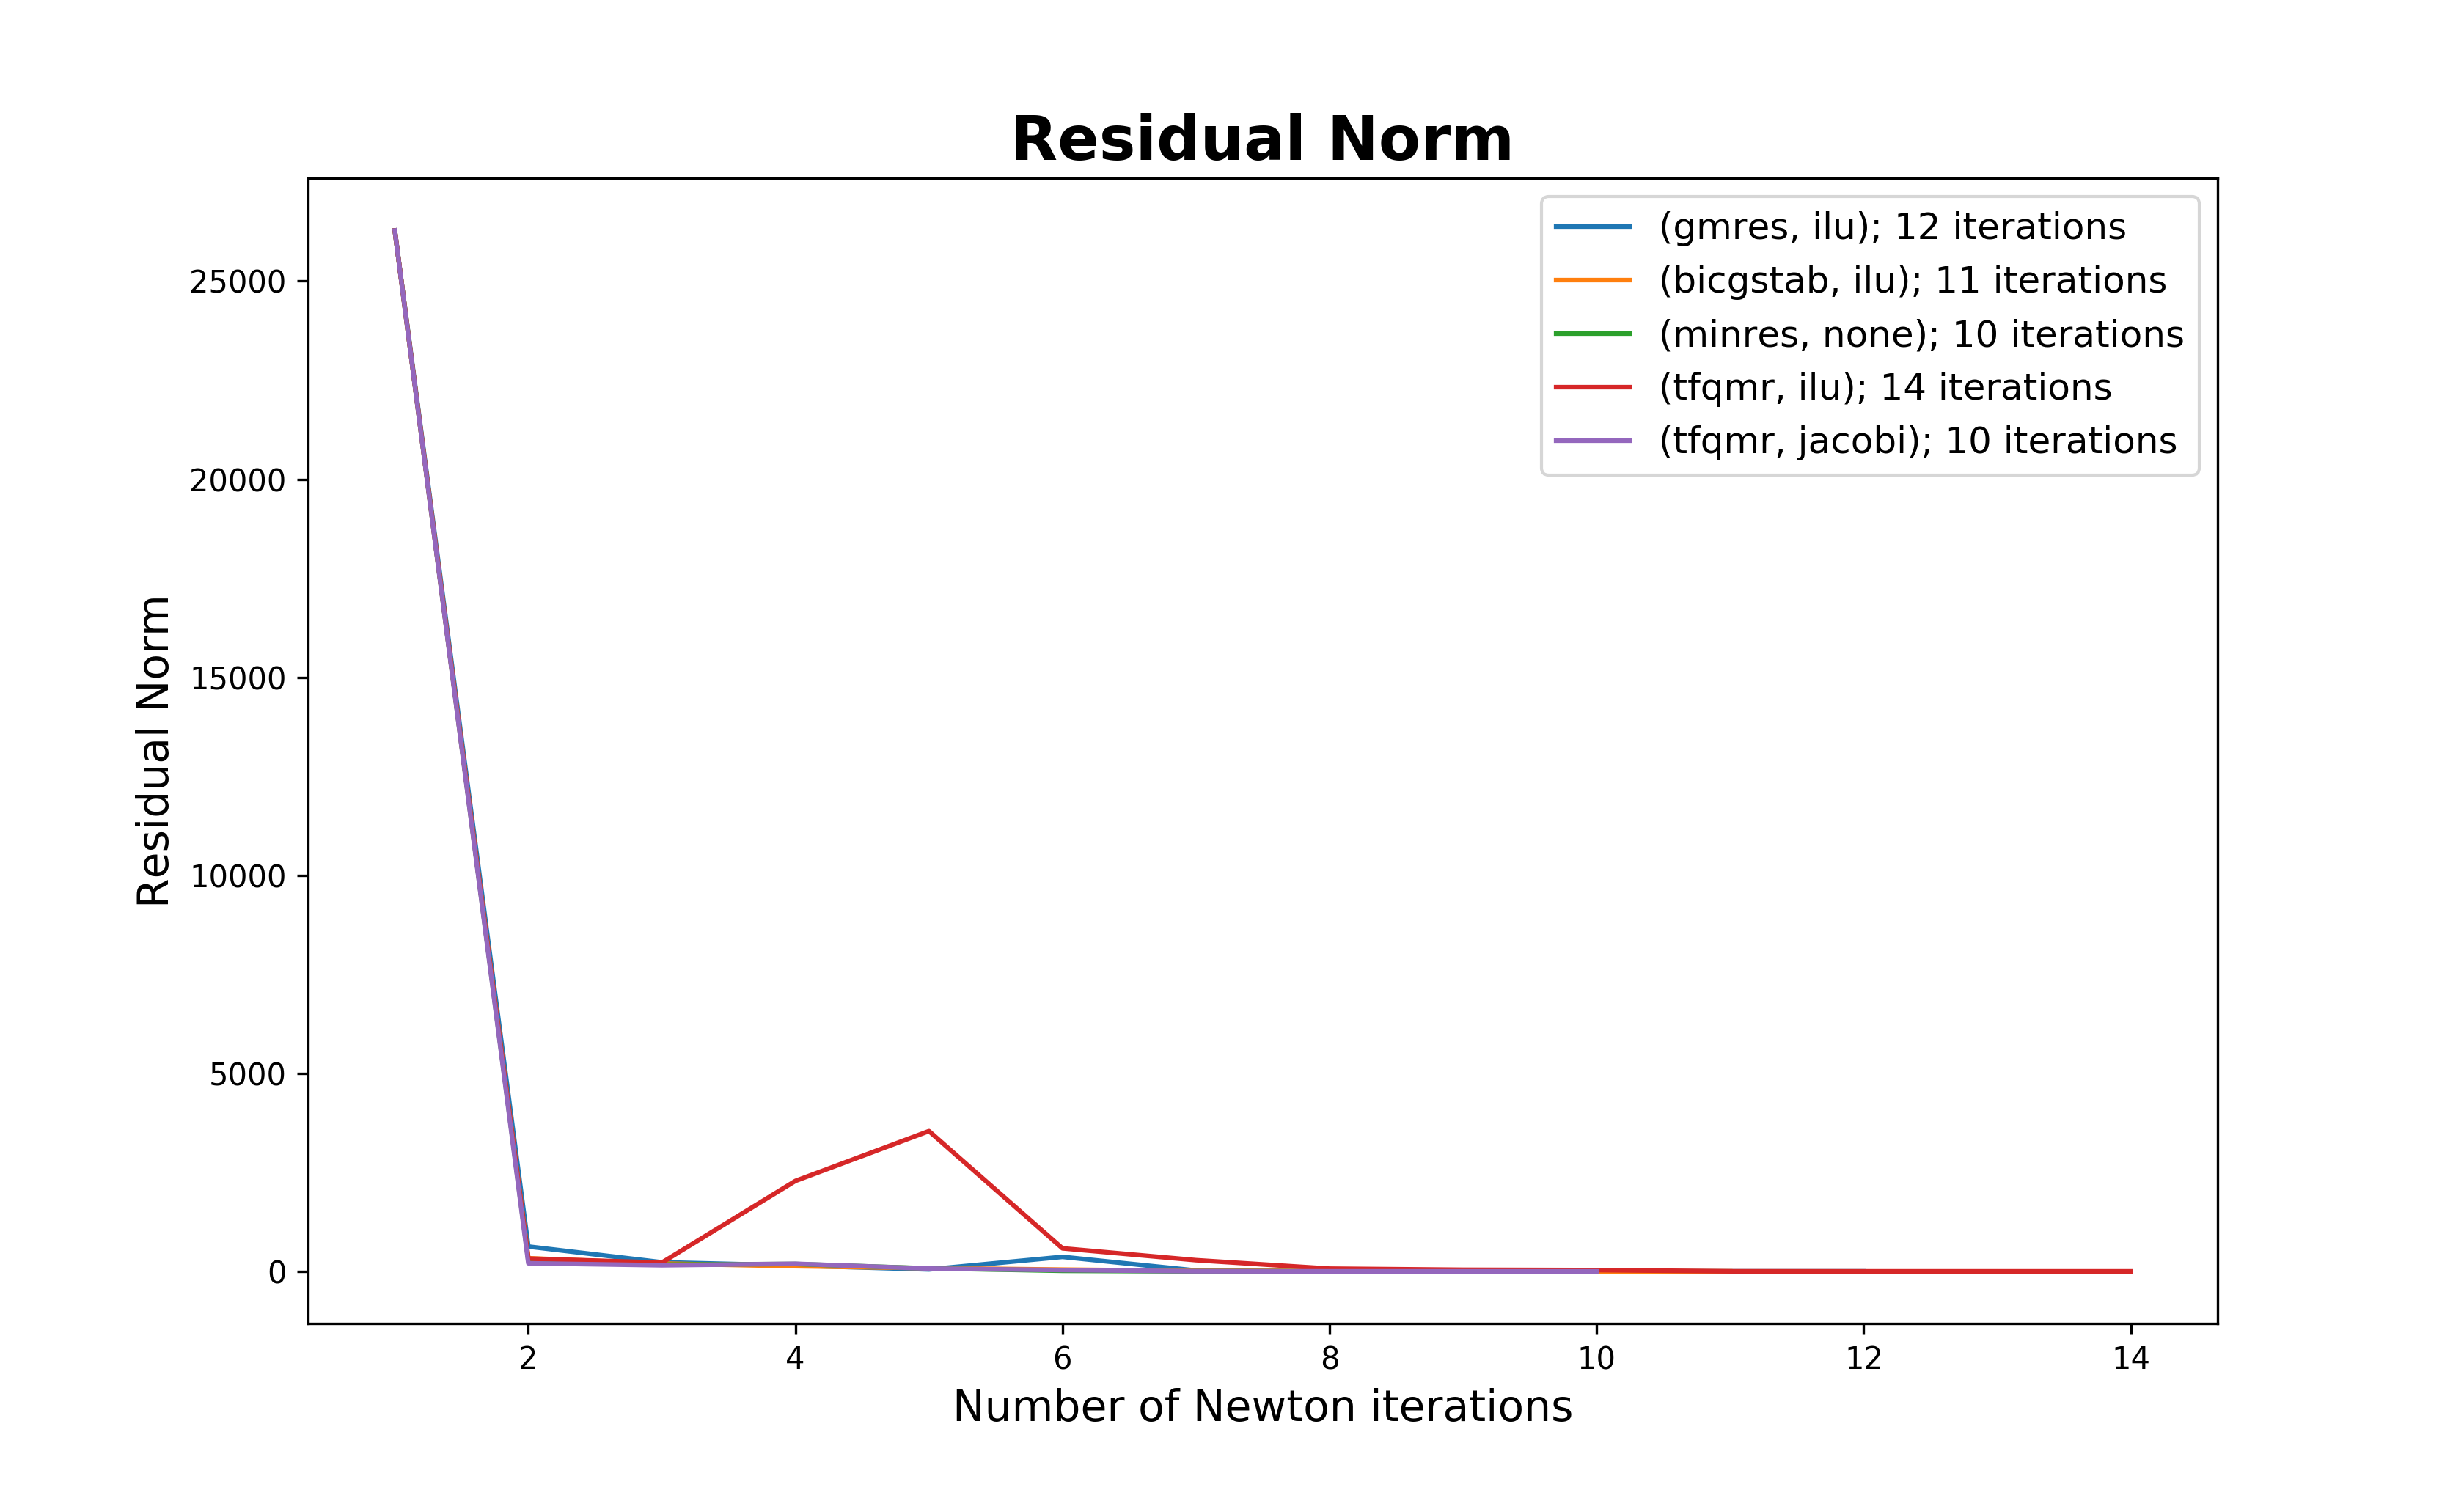 Residual Norm
(gmres, ilu); 12 iterations
(bicgstab, ilu); 11 iterations
(minres, none); 10 iterations
(tfqmr, ilu); 14 iterations
(tfqmr, jacobi); 10 iterations
Residual Norm
25000
20000
15000
10000
5000
0
2 4 6 8 10 12 14
Number of Newton iterations